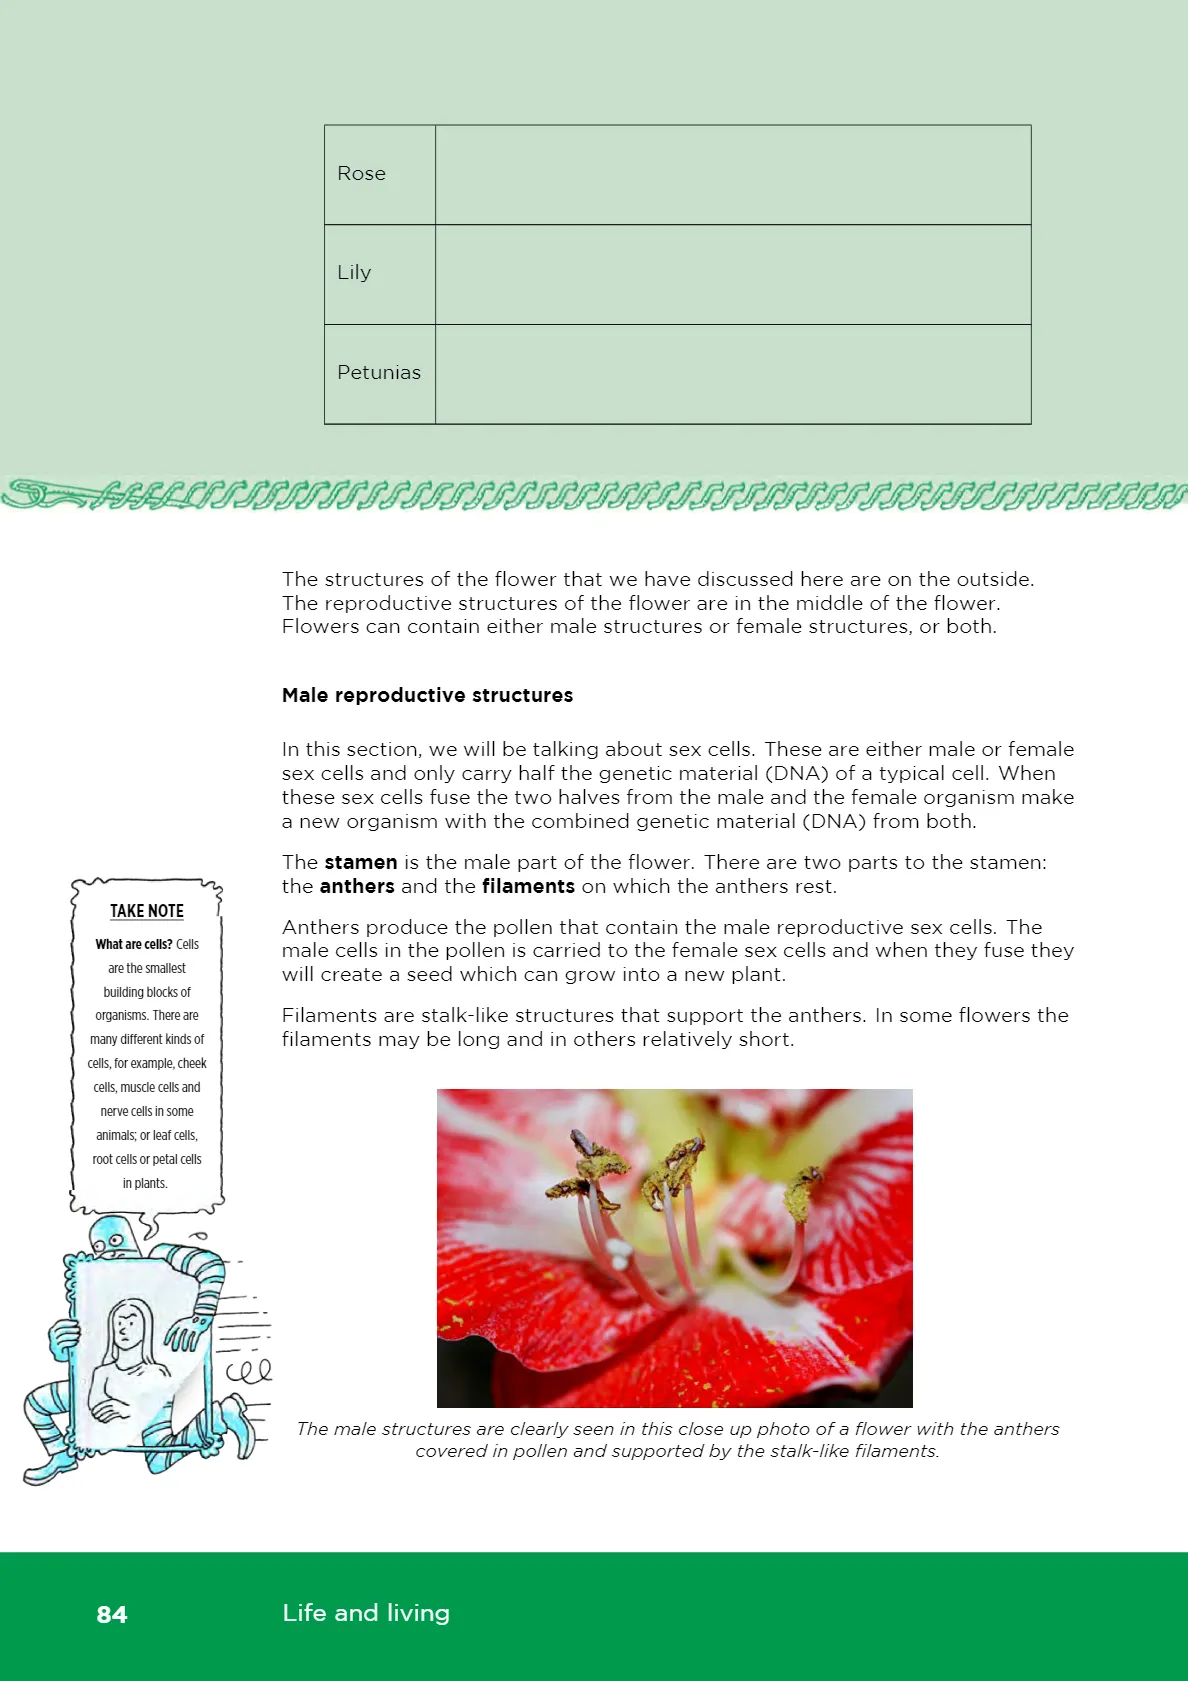 Rose
Lily
Petunias
The structures of the flower that we have discussed here are on the outside.
The reproductive structures of the flower are in the middle of the flower.
Flowers can contain either male structures or female structures, or both.
Male reproductive structures
In this section, we will be talking about sex cells. These are either male or female
sex cells and only carry half the genetic material (DNA) of a typical cell. When
these sex cells fuse the two halves from the male and the female organism make
a new organism with the combined genetic material (DNA) from both.
The stamen is the male part of the flower. There are two parts to the stamen:
the anthers and the filaments on which the anthers rest.
Anthers produce the pollen that contain the male reproductive sex cells. The
male cells in the pollen is carried to the female sex cells and when they fuse they
will create a seed which can grow into a new plant.
Filaments are stalk-like structures that support the anthers. In some flowers the
filaments may be long and in others relatively short.
TAKE NOTE
What are cells? Cells
are the smallest
building blocks of
organisms. There are
many different kinds of
cells, for example, cheek
cells, muscle cells and
nerve cells in some
animals; or leaf cells,
root cells or petal cells
in plants.
The male structures are clearly seen in this close up photo of a flower with the anthers
covered in pollen and supported by the stalk-like filaments.
84
Life and living